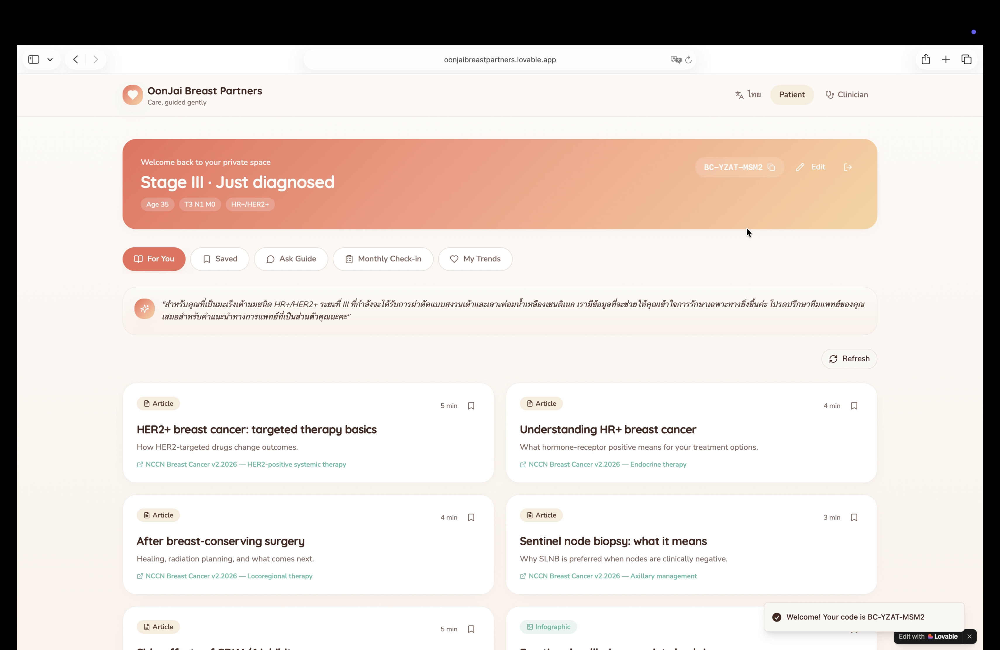 oonjaibreastpartners.lovable.app
OonJai Breast Partners
Care, guided gently
ไทย
Patient
Clinician
Welcome back to your private space
Stage III · Just diagnosed
Age 35
T3 N1 M0
HR+/HER2+
BC-YZAT-MSM2
Edit
For You
Saved
Ask Guide
Monthly Check-in
My Trends
"สำหรับคุณที่เป็นมะเร็งเต้านมชนิด HR+/HER2+ ระยะที่ III ที่กำลังจะได้รับการผ่าตัดแบบสงวนเต้าและเลาะต่อมน้ำเหลืองเซนติเนล เรามีข้อมูลที่จะช่วยให้คุณเข้าใจการรักษาเฉพาะทางยิ่งขึ้นค่ะ โปรดปรึกษาทีมแพทย์ของคุณ
เสมอสำหรับคำแนะนำทางการแพทย์ที่เป็นส่วนตัวคุณนะคะ"
Refresh
Article
5 min
HER2+ breast cancer: targeted therapy basics
How HER2-targeted drugs change outcomes.
NCCN Breast Cancer v2.2026 — HER2-positive systemic therapy
Article
4 min
Understanding HR+ breast cancer
What hormone-receptor positive means for your treatment options.
NCCN Breast Cancer v2.2026 — Endocrine therapy
Article
4 min
After breast-conserving surgery
Healing, radiation planning, and what comes next.
NCCN Breast Cancer v2.2026 — Locoregional therapy
Article
3 min
Sentinel node biopsy: what it means
Why SLNB is preferred when nodes are clinically negative.
NCCN Breast Cancer v2.2026 — Axillary management
Article
5 min
Infographic
Welcome! Your code is BC-YZAT-MSM2
Edit with Lovable